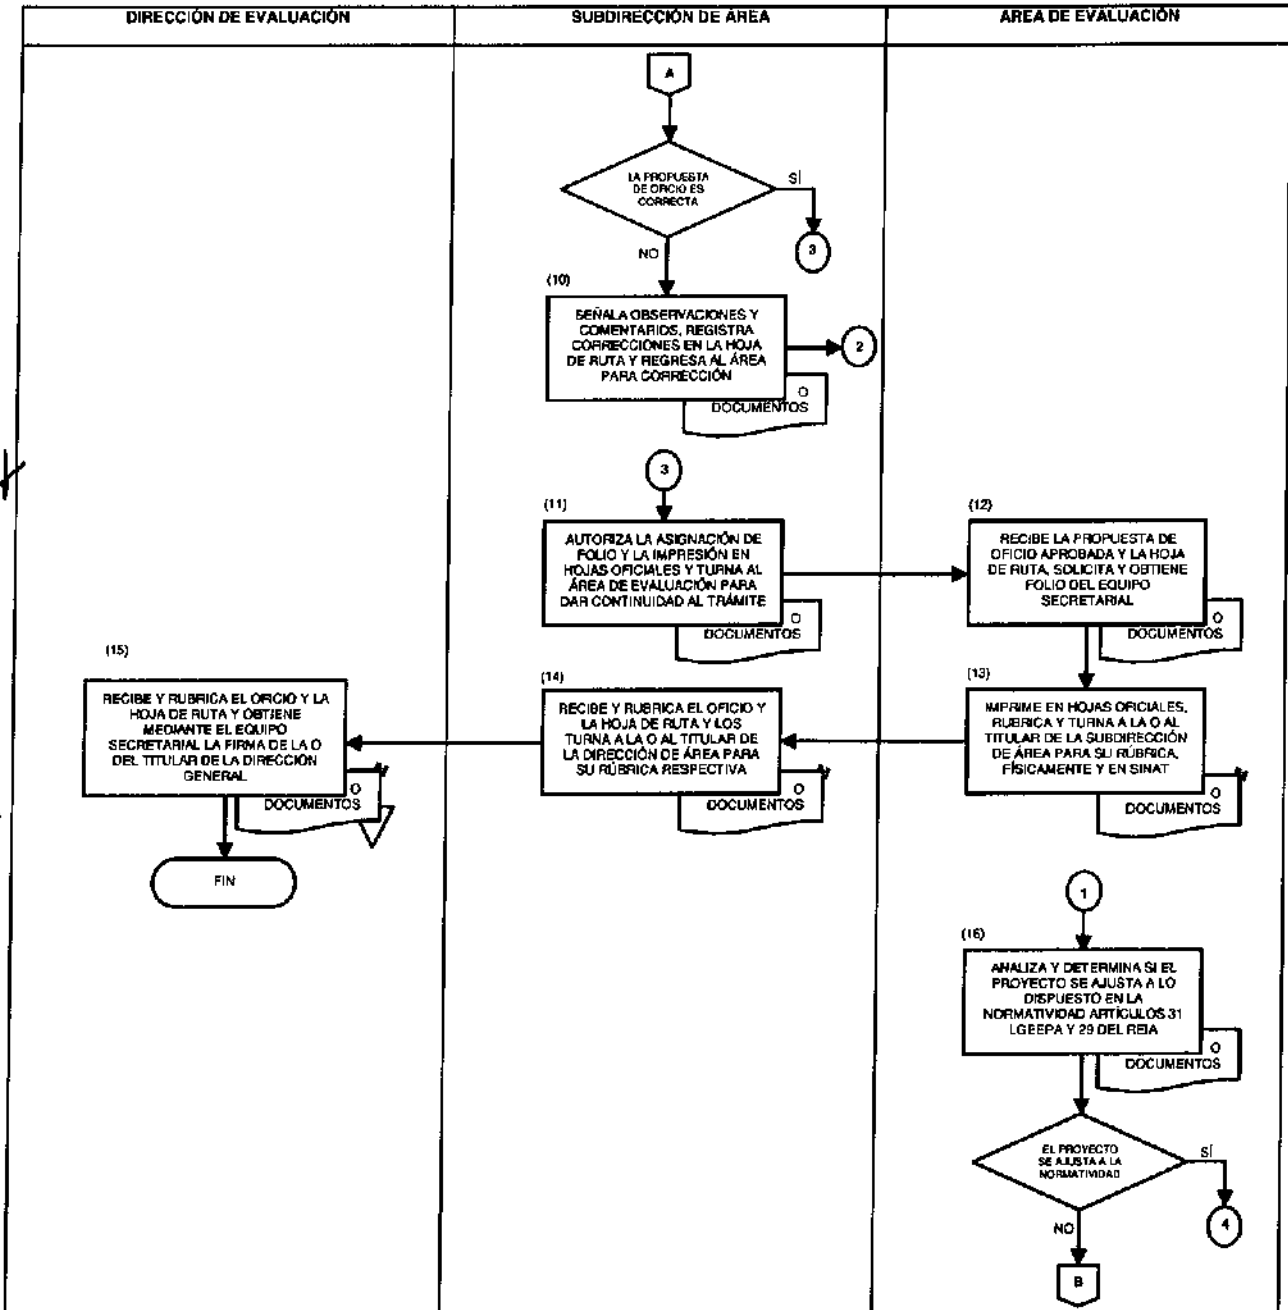 DIRECCIÓN DE EVALUACIÓN
SUBDIRECCIÓN DE ÁREA
AREA DE EVALUACIÓN
A
LA PROPUESTA
DE OFICIO ES
CORRECTA
SÍ
3
NO
(10)
SEÑALA OBSERVACIONES Y
COMENTARIOS, REGISTRA
CORRECCIONES EN LA HOJA
DE RUTA Y REGRESA AL ÁREA
PARA CORRECCIÓN
2
O
DOCUMENTOS
3
(11)
AUTORIZA LA ASIGNACIÓN DE
FOLIO Y LA IMPRESIÓN EN
HOJAS OFICIALES Y TURNA AL
ÁREA DE EVALUACIÓN PARA
DAR CONTINUIDAD AL TRÁMITE
O
DOCUMENTOS
(12)
RECIBE LA PROPUESTA DE
OFICIO APROBADA Y LA HOJA
DE RUTA, SOLICITA Y OBTIENE
FOLIO DEL EQUIPO
SECRETARIAL
O
DOCUMENTOS
(13)
IMPRIME EN HOJAS OFICIALES,
RUBRICA Y TURNA A LA O AL
TITULAR DE LA SUBDIRECCIÓN
DE ÁREA PARA SU RÚBRICA,
FÍSICAMENTE Y EN SINAT
O
DOCUMENTOS
(14)
RECIBE Y RUBRICA EL OFICIO Y
LA HOJA DE RUTA Y LOS
TURNA A LA O AL TITULAR DE
LA DIRECCIÓN DE ÁREA PARA
SU RÚBRICA RESPECTIVA
O
DOCUMENTOS
(15)
RECIBE Y RUBRICA EL OFICIO Y LA
HOJA DE RUTA Y OBTIENE
MEDIANTE EL EQUIPO
SECRETARIAL LA FIRMA DE LA O
DEL TITULAR DE LA DIRECCIÓN
GENERAL
O
DOCUMENTOS
FIN
1
(16)
ANALIZA Y DETERMINA SI EL
PROYECTO SE AJUSTA A LO
DISPUESTO EN LA
NORMATIVIDAD ARTÍCULOS 31
LGEEPA Y 29 DEL REIA
O
DOCUMENTOS
EL PROYECTO
SE AJUSTA A LA
NORMATIVIDAD
SÍ
4
NO
B